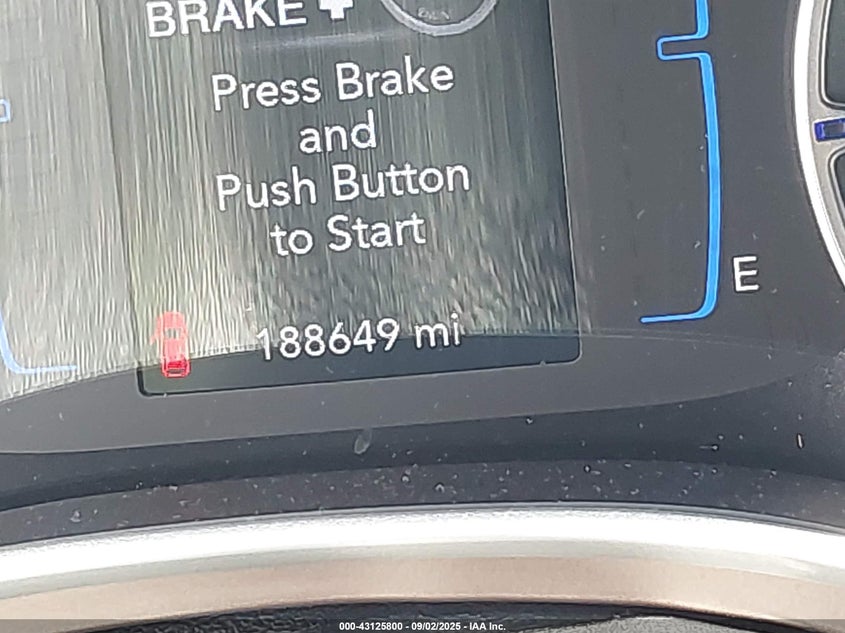 BRAKE +
Press Brake
and
Push Button
to Start
188649 mi
E
000-43125800 - 09/02/2025 - IAA Inc.